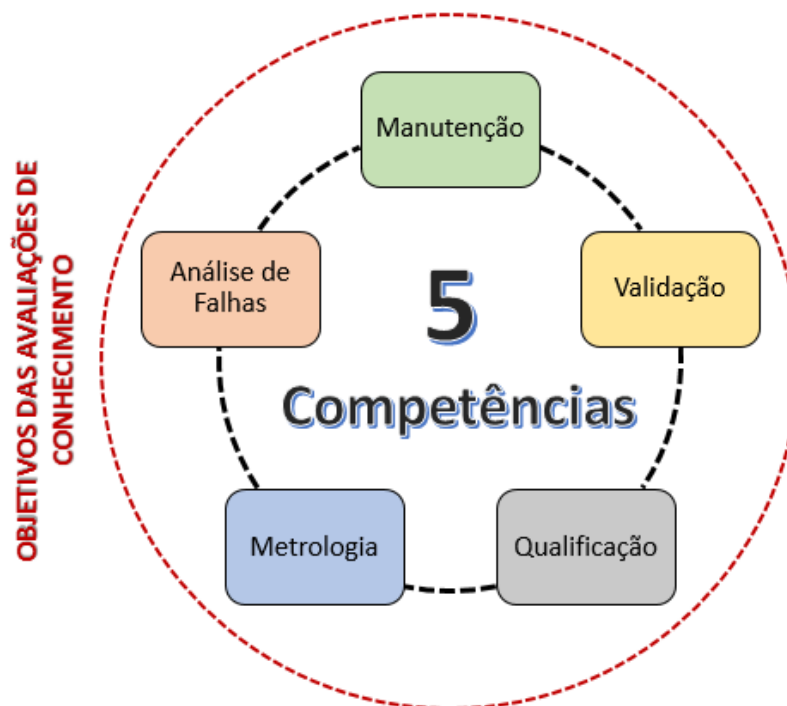 OBJETIVOS DAS AVALIAÇÕES DE
CONHECIMENTO
Manutenção
Análise de
Falhas
Validação
5
Competências
Metrologia
Qualificação